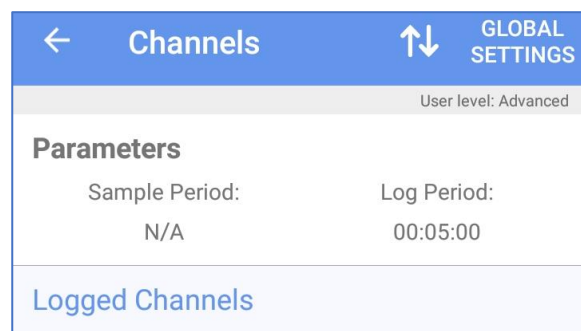 Channels
GLOBAL
SETTINGS
User level: Advanced
Parameters
Sample Period:
Log Period:
N/A
00:05:00
Logged Channels